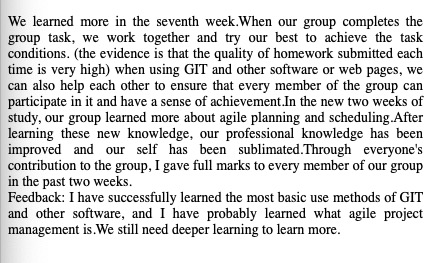 We learned more in the seventh week.When our group completes the
group task, we work together and try our best to achieve the task
conditions. (the evidence is that the quality of homework submitted each
time is very high) when using GIT and other software or web pages, we
can also help each other to ensure that every member of the group can
participate in it and have a sense of achievement.In the new two weeks of
study, our group learned more about agile planning and scheduling.After
learning these new knowledge, our professional knowledge has been
improved and our self has been sublimated.Through everyone's
contribution to the group, I gave full marks to every member of our group
in the past two weeks.
Feedback: I have successfully learned the most basic use methods of GIT
and other software, and I have probably learned what agile project
management is.We still need deeper learning to learn more.